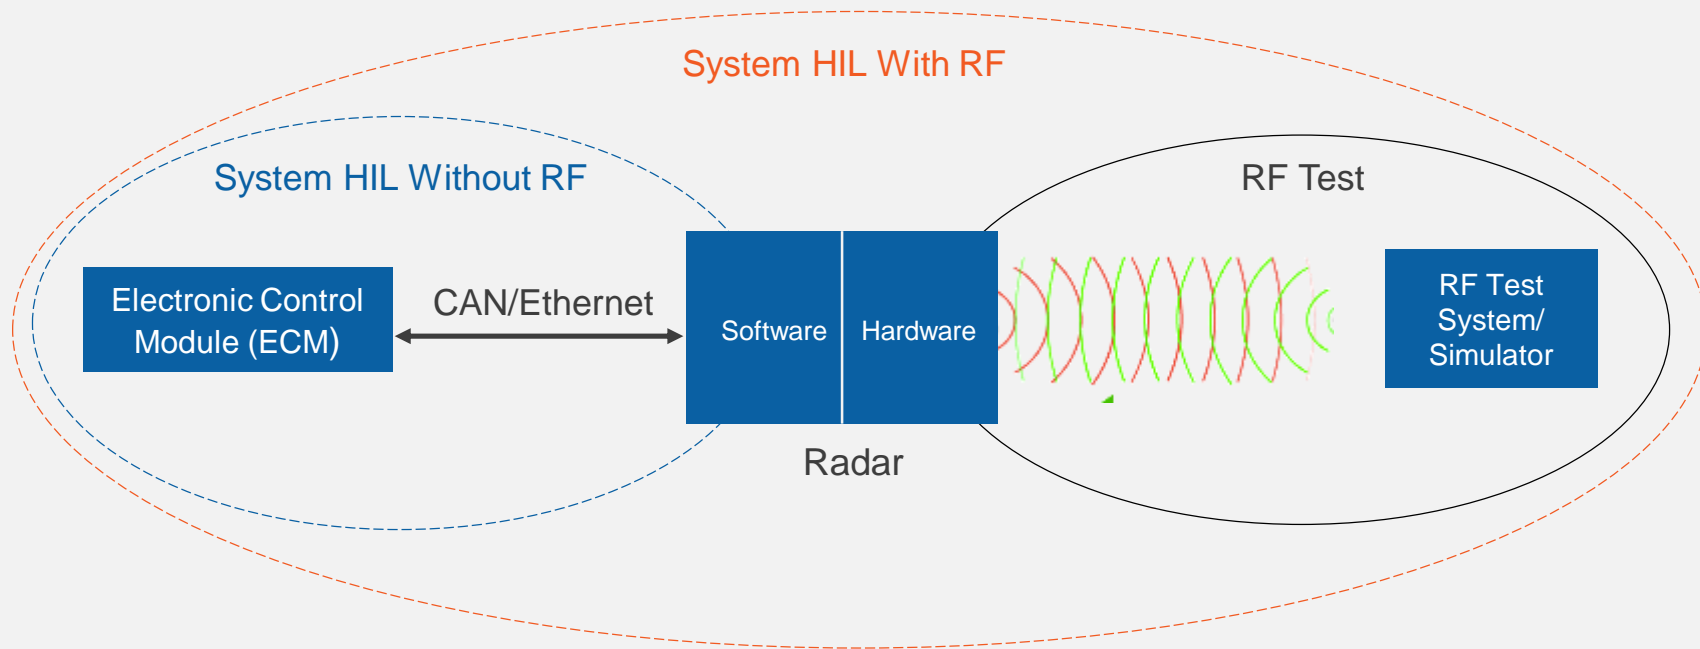 System HIL With RF
System HIL Without RF
RF Test
Electronic Control
Module (ECM)
CAN/Ethernet
Software
Hardware
RF Test
System/
Simulator
Radar